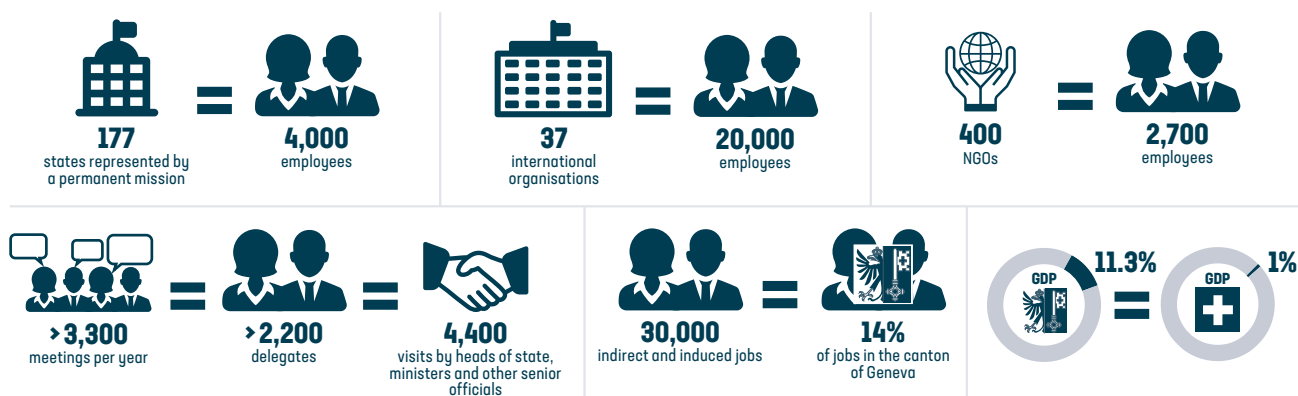 177
states represented by
a permanent mission
=
4,000
employees
37
international
organisations
=
20,000
employees
400
NGOs
=
2,700
employees
>3,300
meetings per year
=
>2,200
delegates
=
4,400
visits by heads of state,
ministers and other senior
officials
30,000
indirect and induced jobs
=
14%
of jobs in the canton
of Geneva
GDP
11.3%
=
GDP
1%